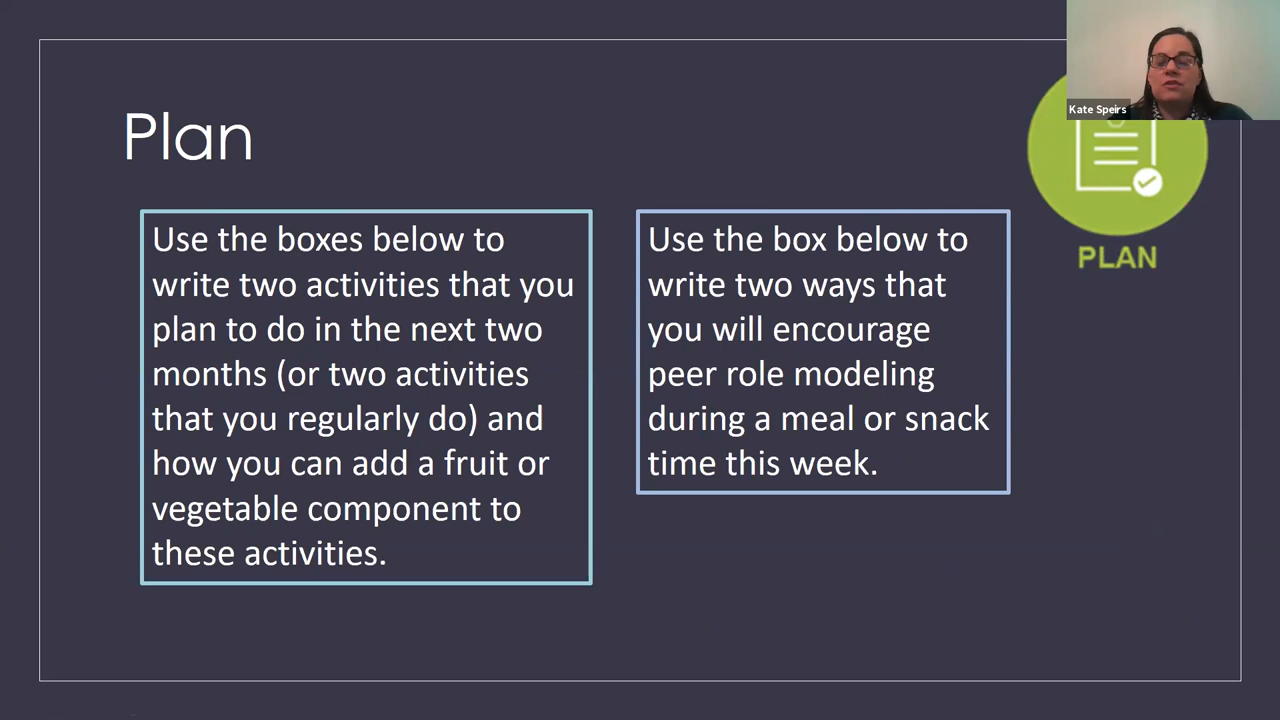 Plan
Use the boxes below to
write two activities that you
plan to do in the next two
months (or two activities
that you regularly do) and
how you can add a fruit or
vegetable component to
these activities.
Use the box below to
write two ways that
you will encourage
peer role modeling
during a meal or snack
time this week.
Kate Speirs
PLAN